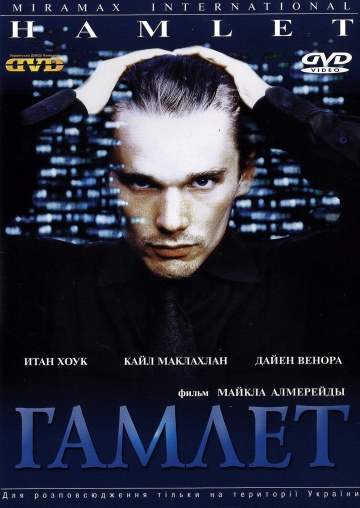 MIRAMAX INTERNATIONAL
HAMLET
DVD
DVD
VIDEO
ИТАН ХОУК КАЙЛ МАКЛАХЛАН ДАЙЕН ВЕНОРА
фильм МАЙКЛА АЛМЕРЕЙДЫ
ГАМЛЕТ
Для розповсюдження тільки на території України